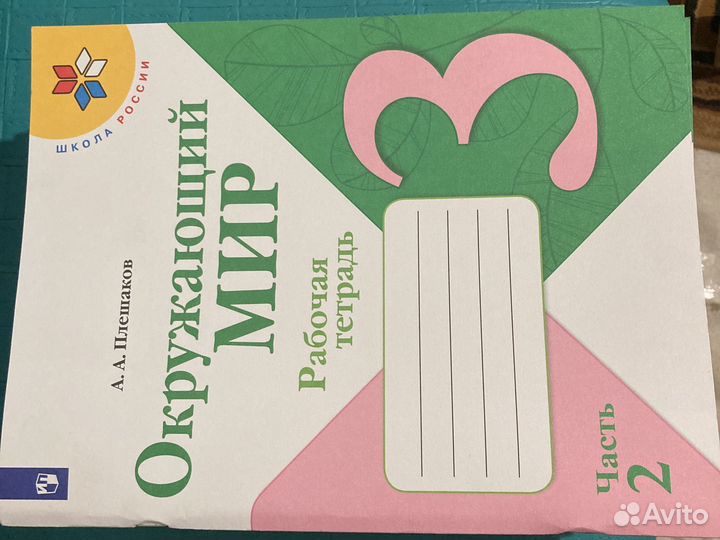 ШКОЛА РОССИИ
А. А. Плешаков
Окружающий
МИР
Рабочая
тетрадь
3
Часть
2
Avito